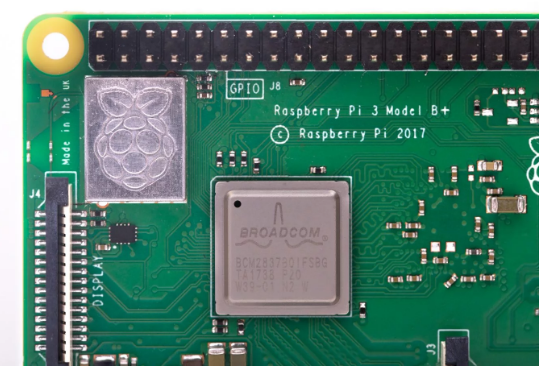 GPIO J8
Raspberry Pi 3 Model B+
© Raspberry Pi 2017
Made in the UK
J4
BROADCOM
DISPLAY
J3